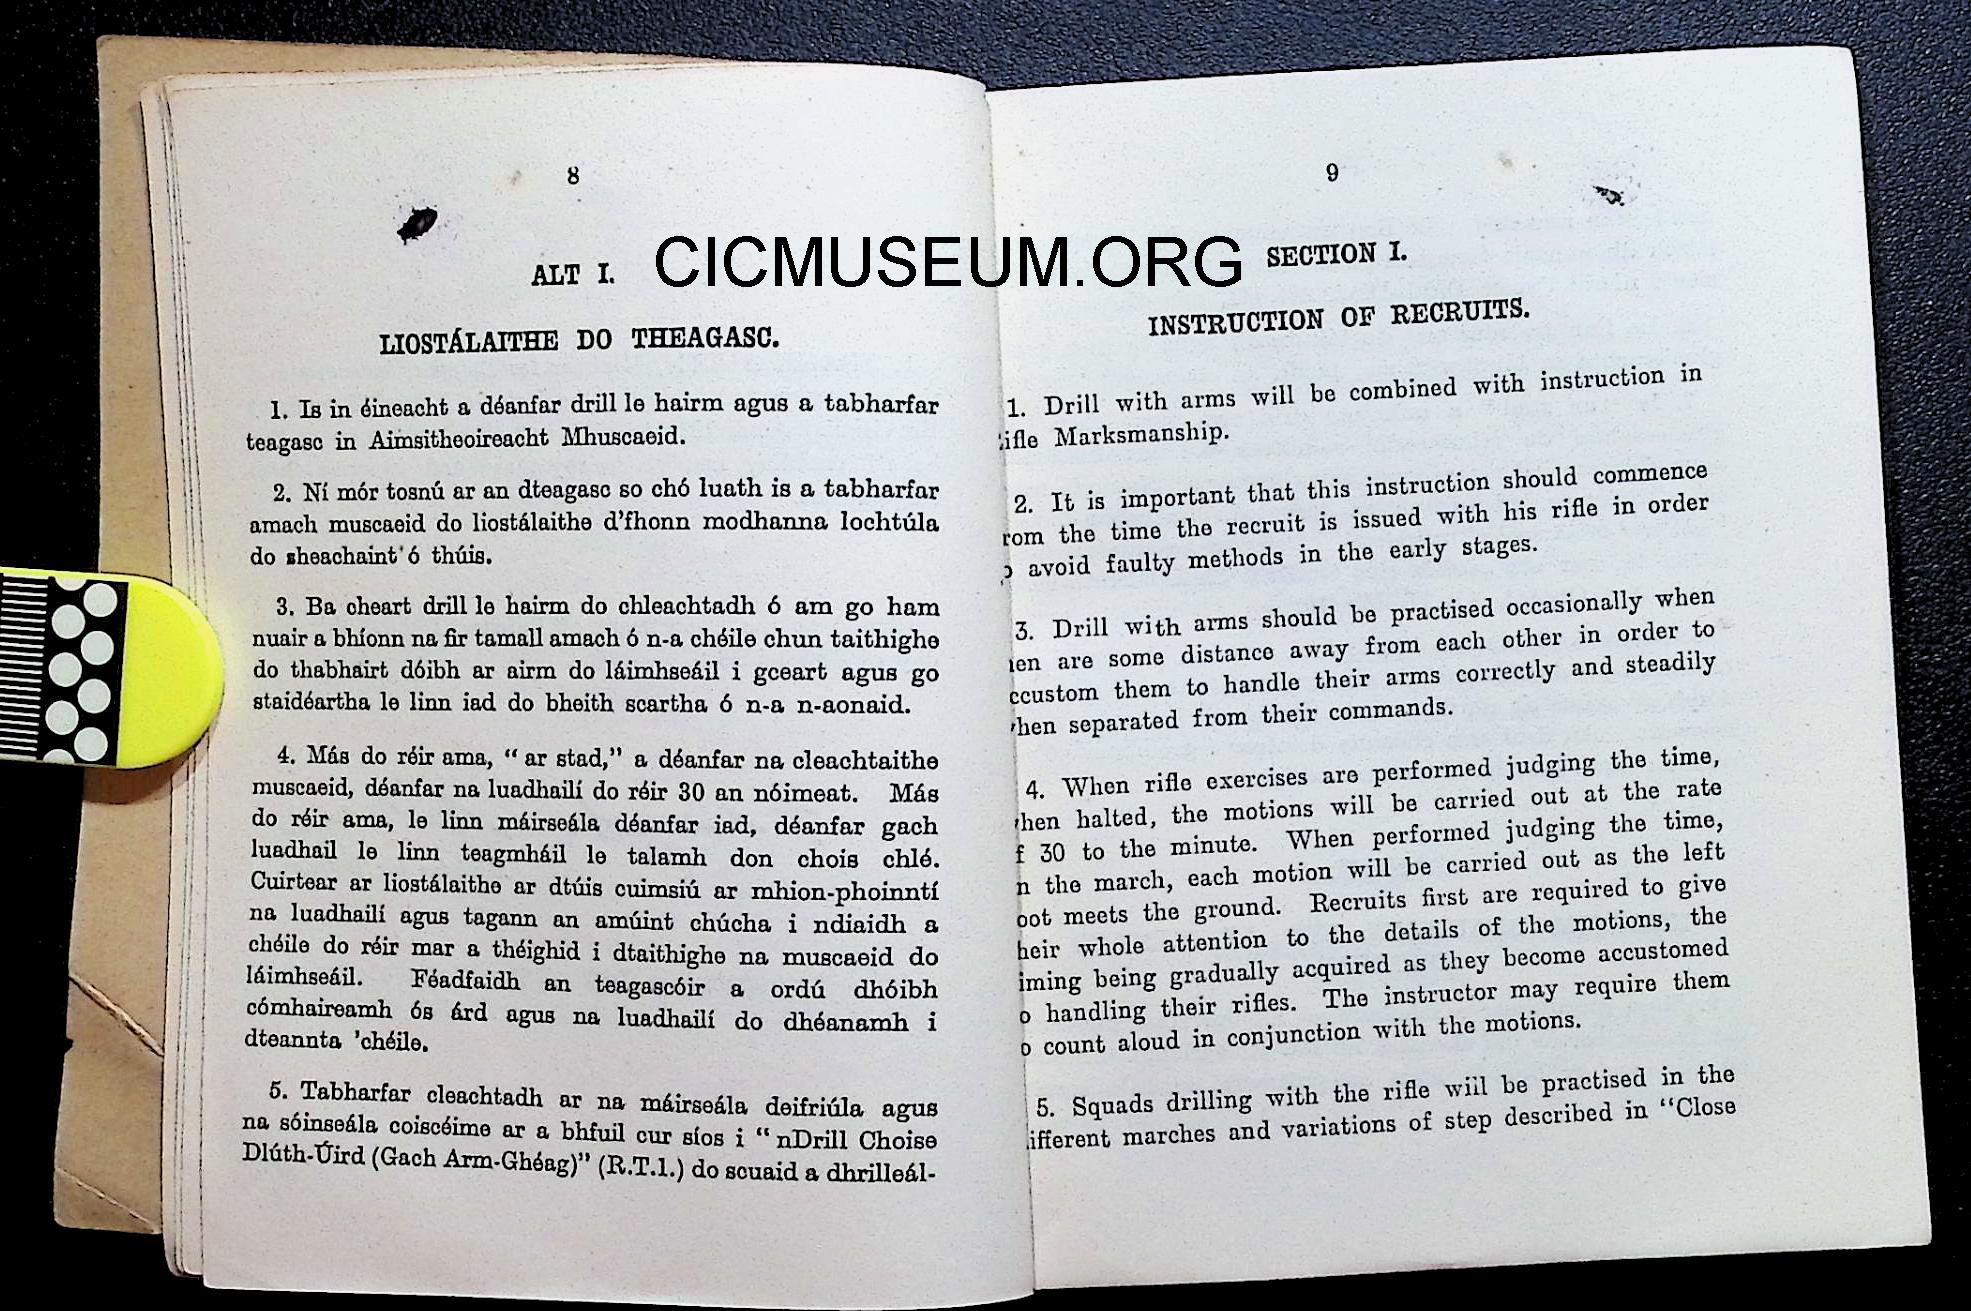 8
ALT I.
LIOSTÁLAITHE DO THEAGASC.
1. Is in éineacht a déanfar drill le hairm agus a tabharfar
teagasc in Aimsitheoireacht Mhuscaeid.
2. Ní mór tosnú ar an dteagasc so chó luath is a tabharfar
amach muscaeid do liostálaithe d'fhonn modhanna lochtúla
do sheachaint ó thúis.
3. Ba cheart drill le hairm do chleachtadh ó am go ham
nuair a bhíonn na fir tamall amach ó n-a chéile chun taithighe
do thabhairt dóibh ar airm do láimhseáil i gceart agus go
staidéartha le linn iad do bheith scartha ó n-a n-aonaid.
4. Más do réir ama, “ ar stad,” a déanfar na cleachtaithe
muscaeid, déanfar na luadhailí do réir 30 an nóimeat. Más
do réir ama, le linn máirseála déanfar iad, déanfar gach
luadhail le linn teagmháil le talamh don chois chlé.
Cuirtear ar liostálaithe ar dtúis cuimsiú ar mhion-phoinntí
na luadhailí agus tagann an amúint chúcha i ndiaidh a
chéile do réir mar a théighid i dtaithighe na muscaeid do
láimhseáil. Féadfaidh an teagascóir a ordú dhóibh
cómhaireamh ós árd agus na luadhailí do dhéanamh i
dteannta 'chéile.
5. Tabharfar cleachtadh ar na máirseála deifriúla agus
na sóinseála coiscéime ar a bhfuil cur síos i “ nDrill Choise
Dlúth-Úird (Gach Arm-Ghéag)” (R.T.1.) do scuaid a dhrilleál-
CICMUSEUM.ORG
9
SECTION I.
INSTRUCTION OF RECRUITS.
1. Drill with arms will be combined with instruction in
ifle Marksmanship.
2. It is important that this instruction should commence
rom the time the recruit is issued with his rifle in order
o avoid faulty methods in the early stages.
3. Drill with arms should be practised occasionally when
en are some distance away from each other in order to
ccustom them to handle their arms correctly and steadily
hen separated from their commands.
4. When rifle exercises are performed judging the time,
hen halted, the motions will be carried out at the rate
f 30 to the minute. When performed judging the time,
n the march, each motion will be carried out as the left
oot meets the ground. Recruits first are required to give
heir whole attention to the details of the motions, the
iming being gradually acquired as they become accustomed
o handling their rifles. The instructor may require them
o count aloud in conjunction with the motions.
5. Squads drilling with the rifle will be practised in the
ifferent marches and variations of step described in “Close